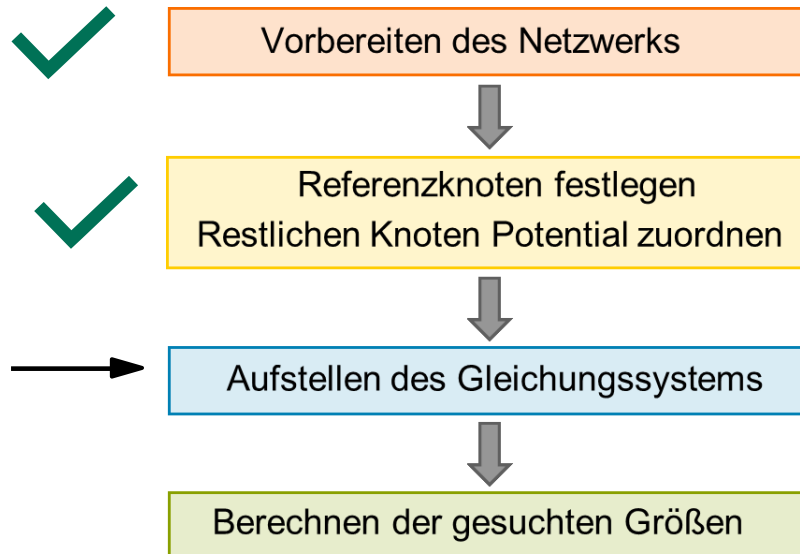 Vorbereiten des Netzwerks
Referenzknoten festlegen
Restlichen Knoten Potential zuordnen
Aufstellen des Gleichungssystems
Berechnen der gesuchten Größen